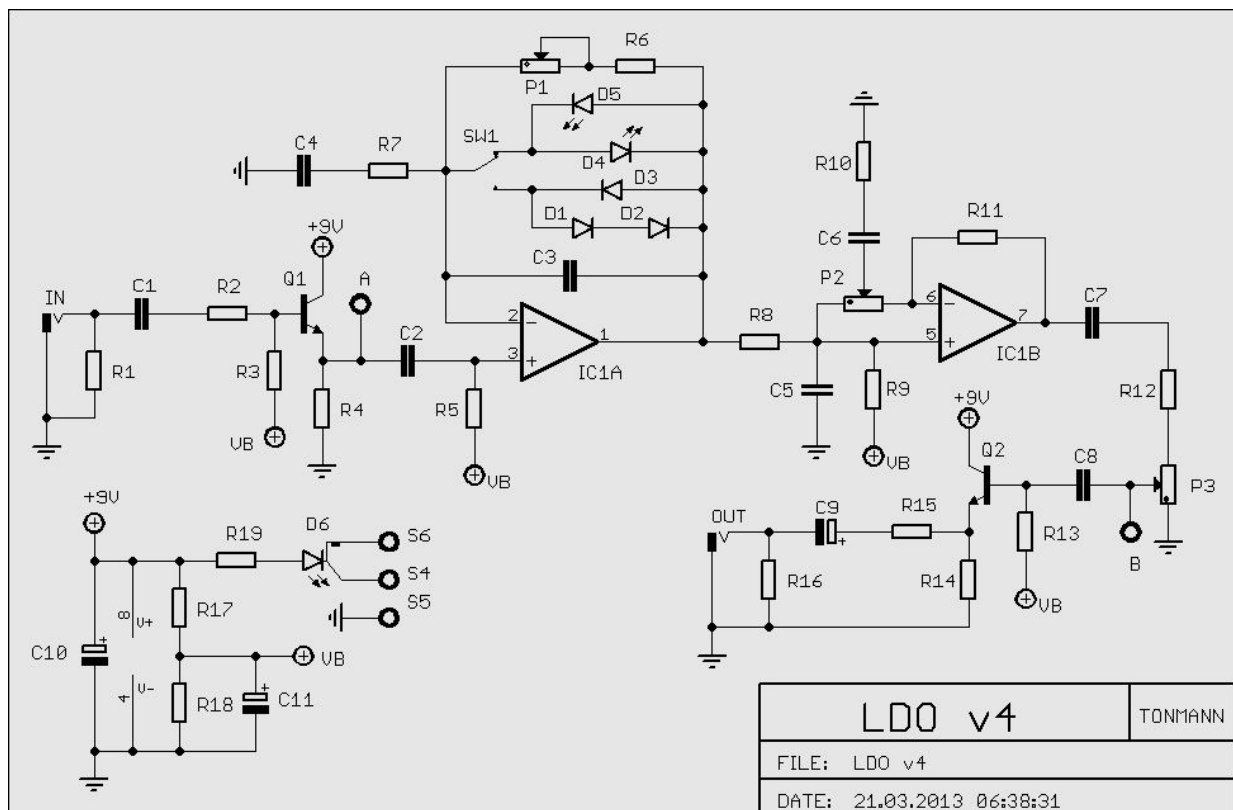 R6
P1
D5
SW1
C4
R7
D4
D3
D1
D2
R10
R11
+9V
C3
C6
P2
IN
C1
R2
Q1
A
C2
2
3
1
IC1A
R8
6
5
7
IC1B
C7
R1
R3
R4
R5
C5
R9
R12
VB
VB
VB
+9V
Q2
C8
P3
+9V
R19
D6
S6
S4
S5
OUT
C9
R15
R13
B
R16
R14
VB
8
V+
R17
C10
VB
4
V-
R18
C11
LDO v4
TONMANN
FILE: LDO v4
DATE: 21.03.2013 06:38:31